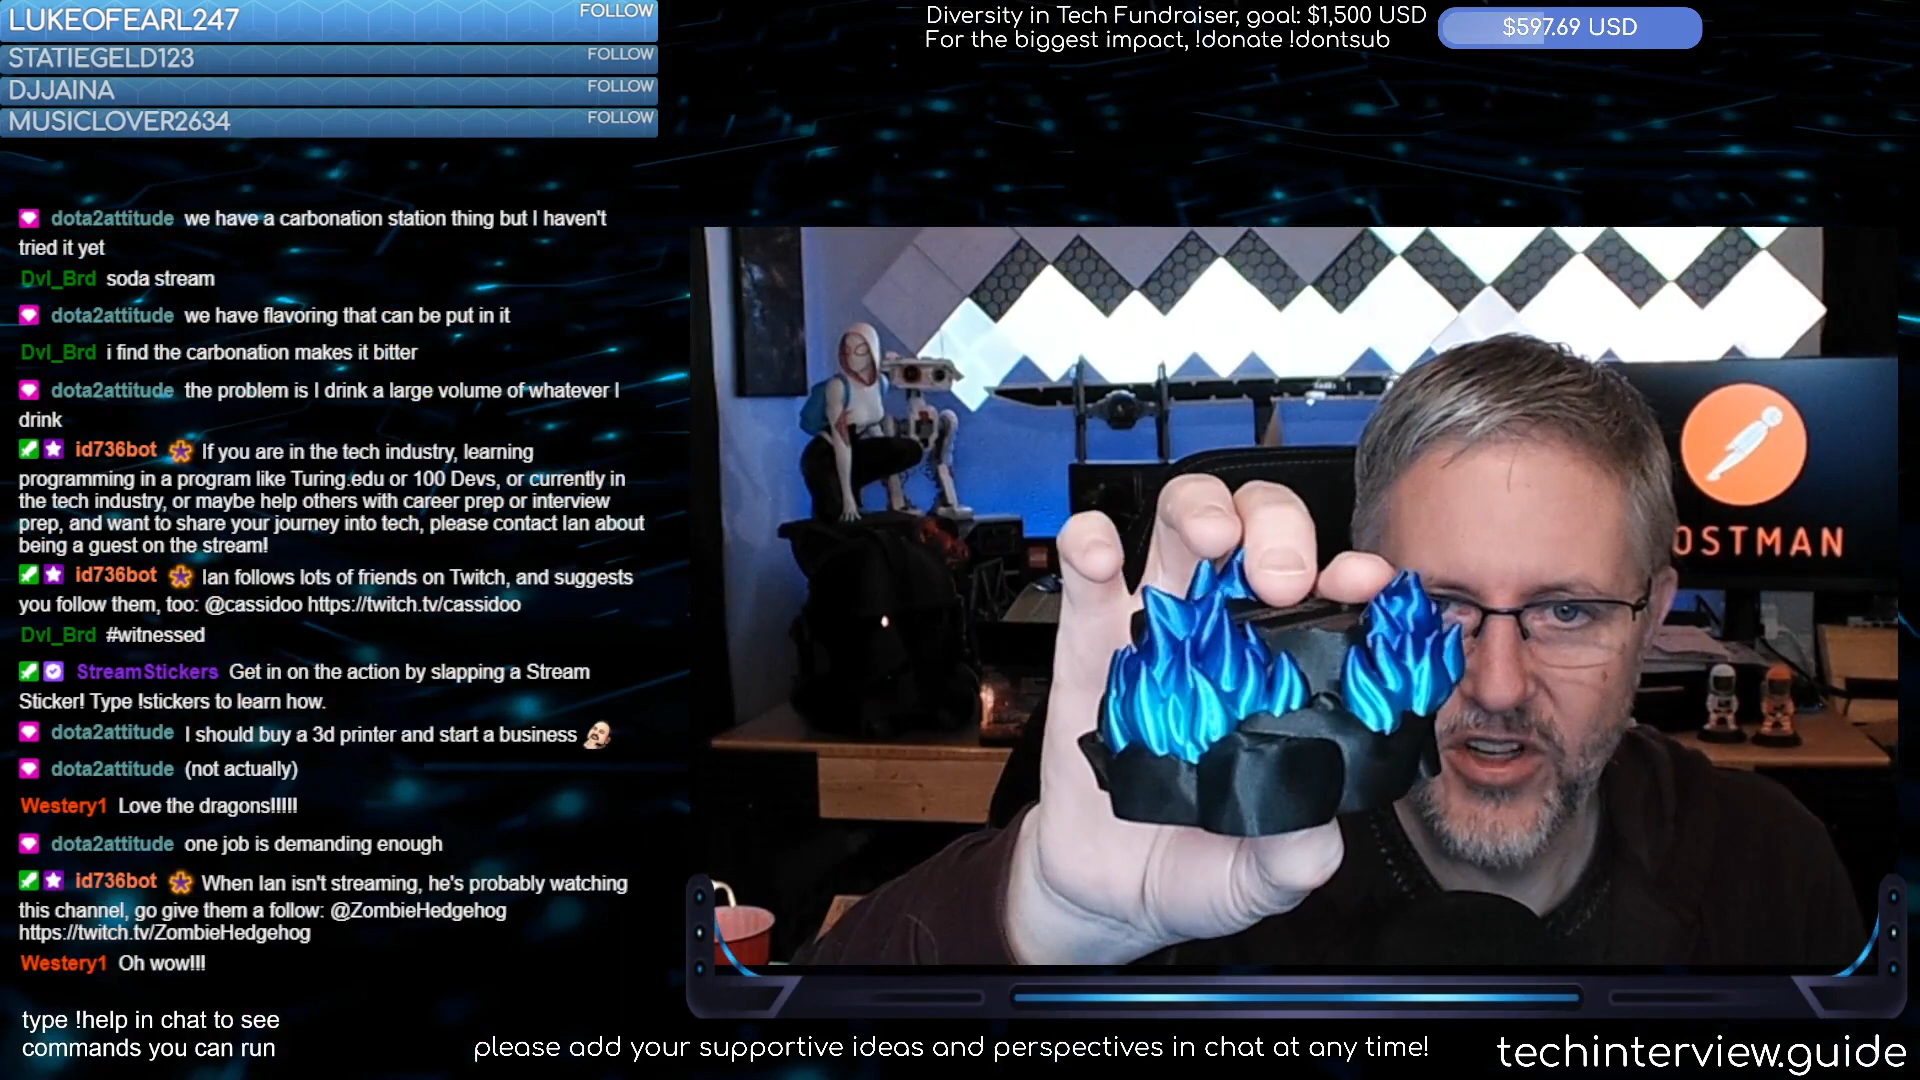 LUKEOFEARL247 FOLLOW
STATIEGELD123 FOLLOW
DJJAINA FOLLOW
MUSICLOVER2634 FOLLOW
Diversity in Tech Fundraiser, goal: $1,500 USD
For the biggest impact, !donate !dontsub
$597.69 USD
dota2attitude we have a carbonation station thing but I haven't
tried it yet
Dvl_Brd soda stream
dota2attitude we have flavoring that can be put in it
Dvl_Brd i find the carbonation makes it bitter
dota2attitude the problem is I drink a large volume of whatever I
drink
id736bot If you are in the tech industry, learning
programming in a program like Turing.edu or 100 Devs, or currently in
the tech industry, or maybe help others with career prep or interview
prep, and want to share your journey into tech, please contact Ian about
being a guest on the stream!
id736bot Ian follows lots of friends on Twitch, and suggests
you follow them, too: @cassidoo https://twitch.tv/cassidoo
Dvl_Brd #witnessed
StreamStickers Get in on the action by slapping a Stream
Sticker! Type !stickers to learn how.
dota2attitude I should buy a 3d printer and start a business
dota2attitude (not actually)
Westery1 Love the dragons!!!!!
dota2attitude one job is demanding enough
id736bot When Ian isn't streaming, he's probably watching
this channel, go give them a follow: @ZombieHedgehog
https://twitch.tv/ZombieHedgehog
Westery1 Oh wow!!!
OSTMAN
type !help in chat to see
commands you can run
please add your supportive ideas and perspectives in chat at any time!
techinterview.guide